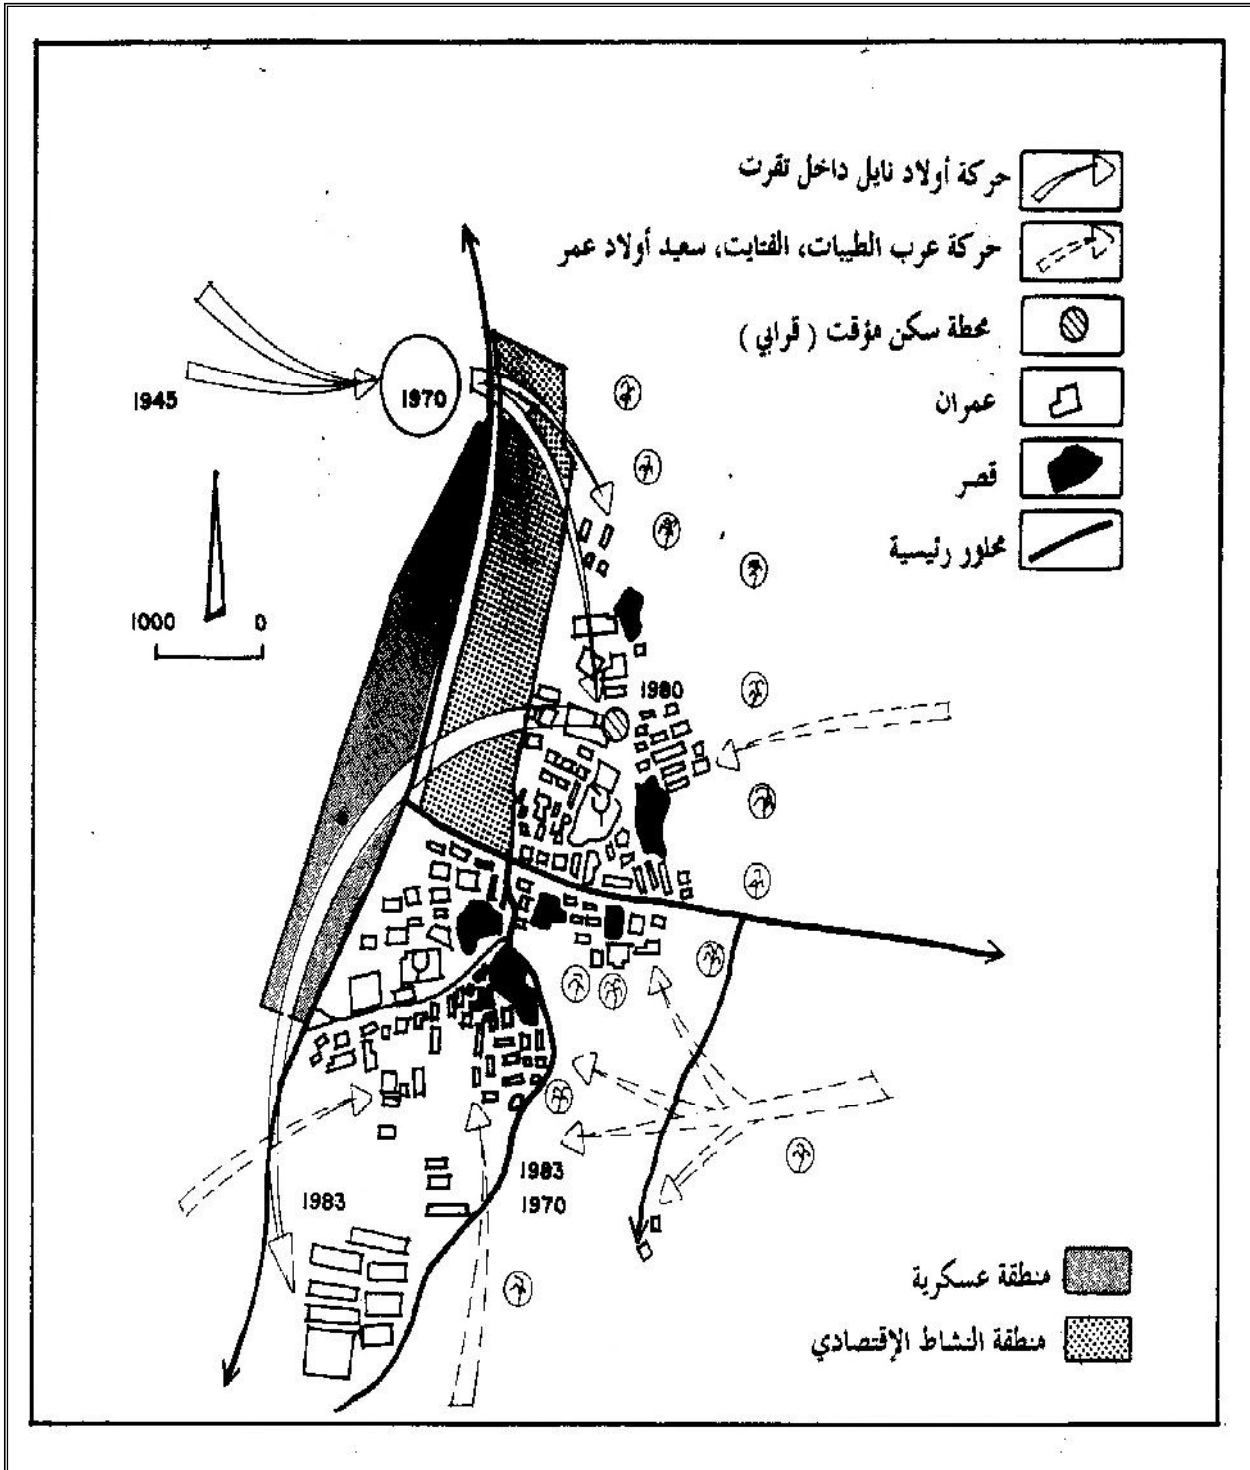 حركة أولاد نايل داخل تقرت
حركة عرب الطيبات، الفتايت، سعيد أولاد عمر
محطة سكن مؤقت ( قرابي )
عمران
قصر
محلور رئيسية
1945
1970
1000 0
1980
1983
1970
1983
منطقة عسكرية
منطقة النشاط الإقتصادي